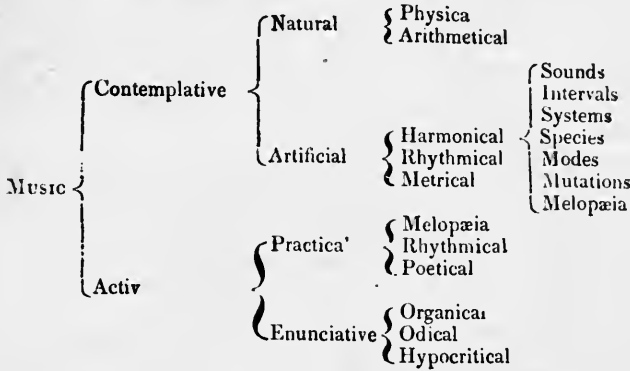 Music
Contemplative
Natural
Physica
Arithmetical
Artificial
Harmonical
Rhythmical
Metrical
Sounds
Intervals
Systems
Species
Modes
Mutations
Melopæia
Activ
Practica'
Melopæia
Rhythmical
Poetical
Enunciative
Organicaı
Odical
Hypocritical